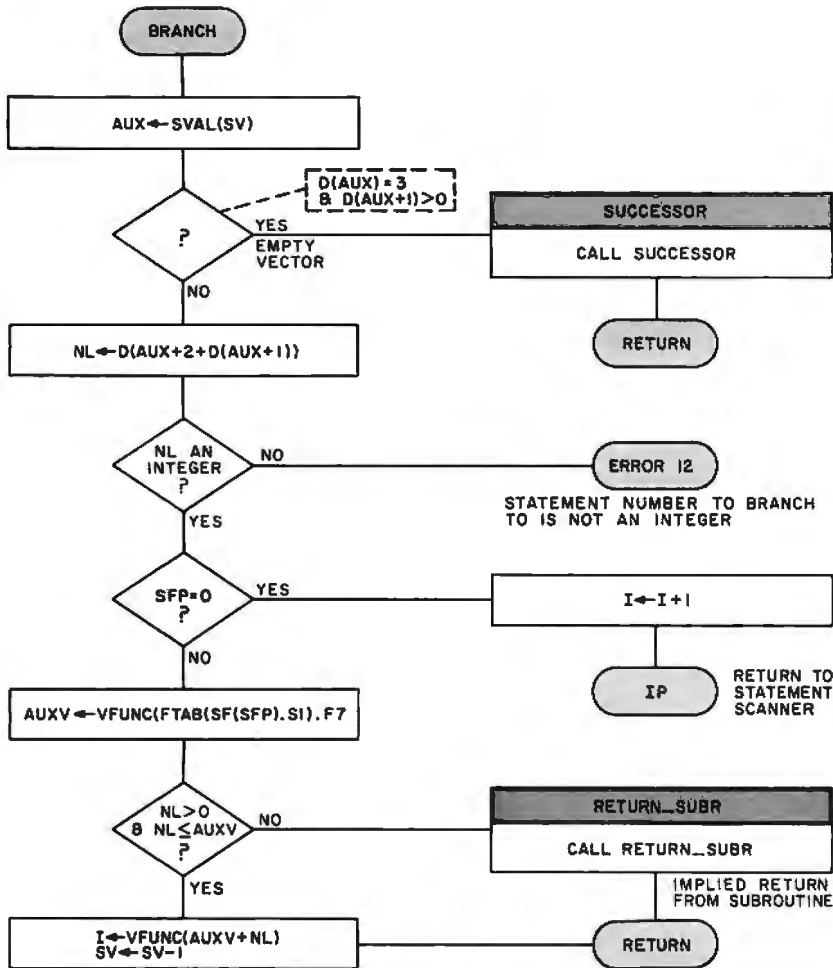 BRANCH
AUX←SVAL(SV)
D(AUX)=3
& D(AUX+1)>0
?
YES
EMPTY
VECTOR
SUCCESSOR
CALL SUCCESSOR
RETURN
NO
NL←D(AUX+2+D(AUX+1))
NL AN
INTEGER
?
NO
ERROR 12
STATEMENT NUMBER TO BRANCH
TO IS NOT AN INTEGER
YES
SFP=0
?
YES
I←I+1
IP
RETURN TO
STATEMENT
SCANNER
NO
AUXV←VFUNC(FTAB(SF(SFP).S1).F7
NL>0
& NL≤AUXV
?
NO
RETURN_SUBR
CALL RETURN_SUBR
IMPLIED RETURN
FROM SUBROUTINE
YES
I←VFUNC(AUXV+NL)
SV←SV-1
RETURN